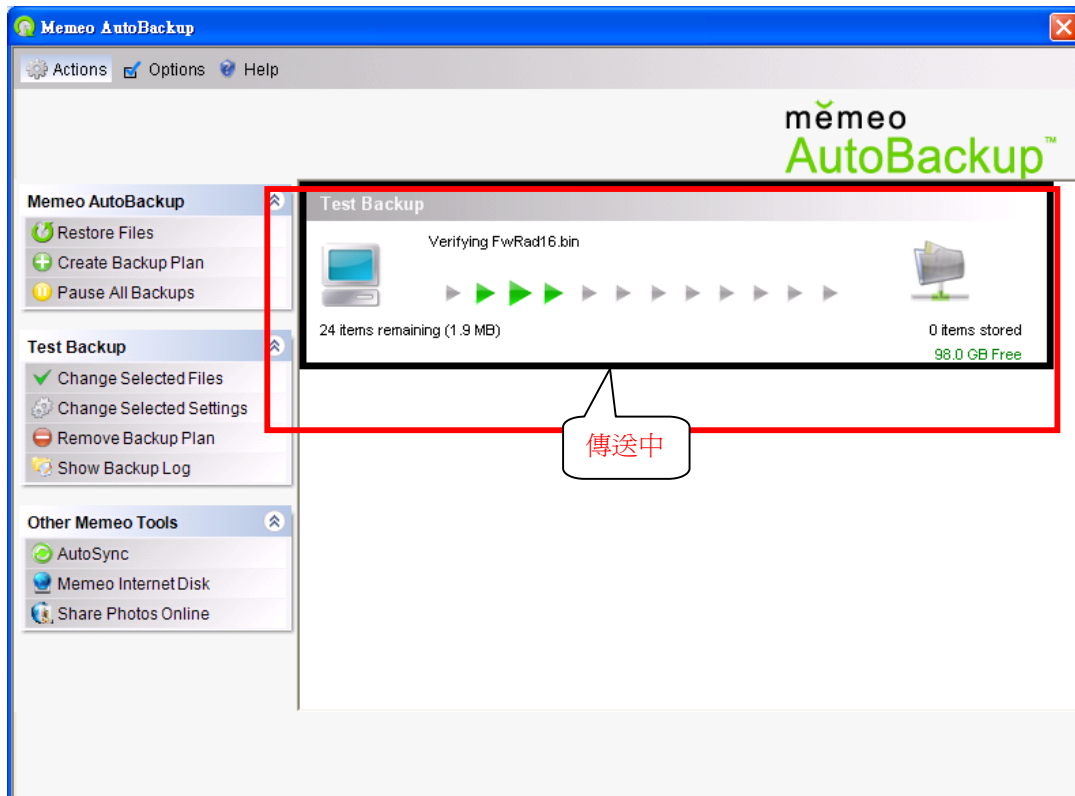 Memeo AutoBackup
Actions Options Help
mĕmeo
AutoBackup™
Memeo AutoBackup
Restore Files
Create Backup Plan
Pause All Backups
Test Backup
Change Selected Files
Change Selected Settings
Remove Backup Plan
Show Backup Log
Other Memeo Tools
AutoSync
Memeo Internet Disk
Share Photos Online
Test Backup
Verifying FwRad16.bin
24 items remaining (1.9 MB)
0 items stored
98.0 GB Free
傳送中